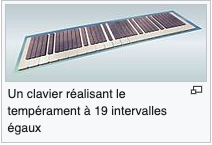 Un clavier réalisant le
tempérament à 19 intervalles
égaux